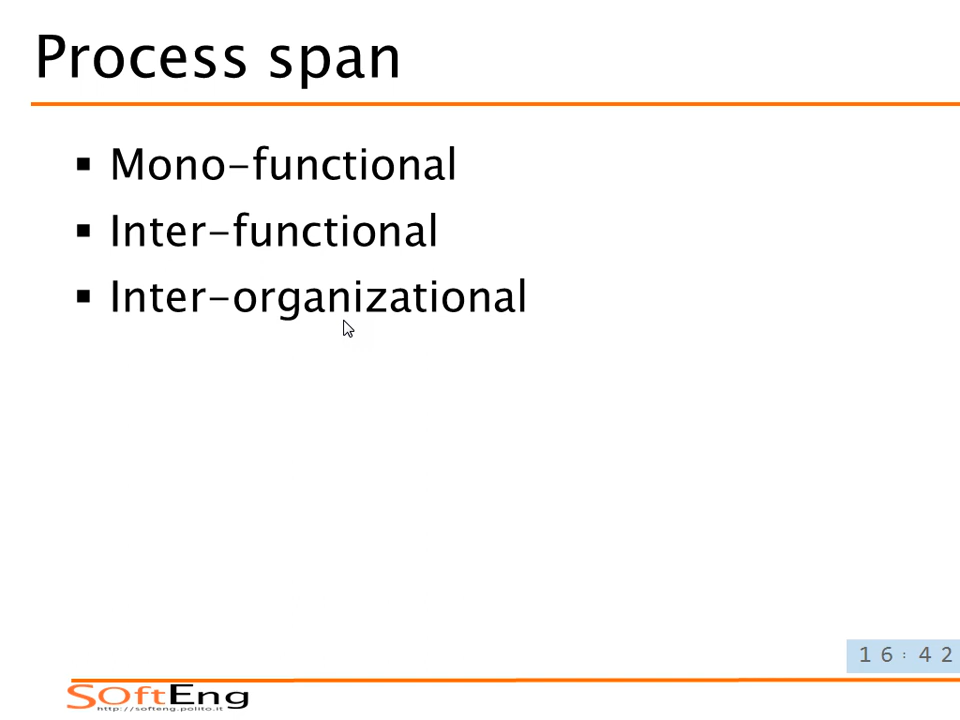 Process span
▪ Mono-functional
▪ Inter-functional
▪ Inter-organizational
16:42
SoftEng
http://softeng.polito.it